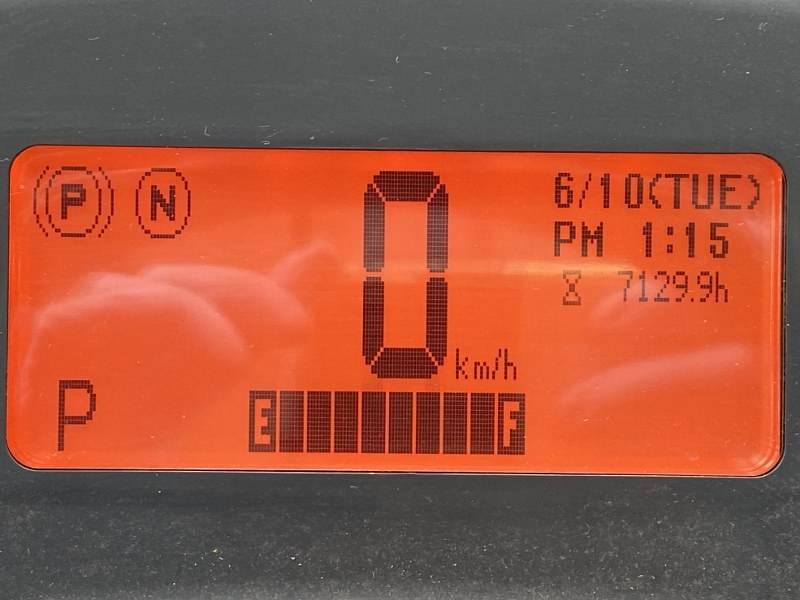 P N
0 km/h
6/10(TUE)
PM 1:15
7129.9h
P
E F